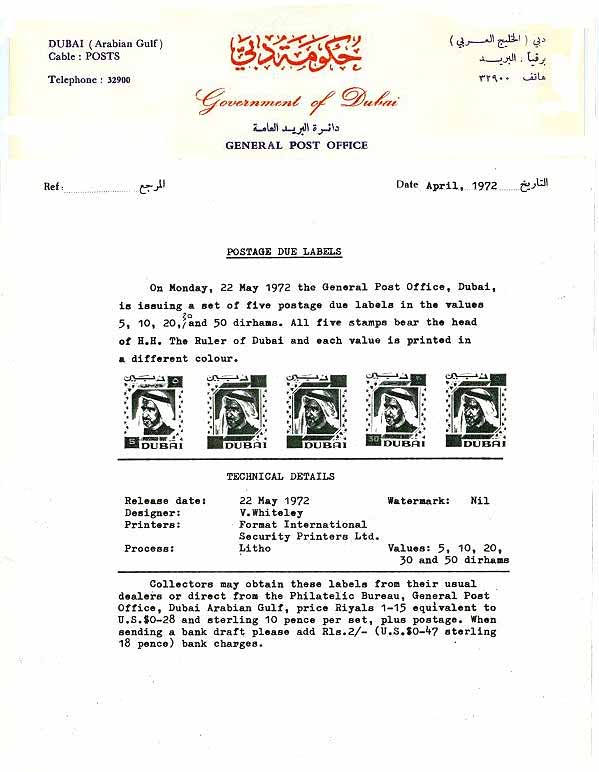 DUBAI (Arabian Gulf)
Cable : POSTS
Telephone : 32900
حكومة دبي
Government of Dubai
دائرة البريد العامة
GENERAL POST OFFICE
دبي (الخليج العربي)
برقياً: البريد
هاتف ٣٢٩٠٠
Ref: المرجع
Date April, 1972 التاريخ
POSTAGE DUE LABELS
On Monday, 22 May 1972 the General Post Office, Dubai,
is issuing a set of five postage due labels in the values
30
5, 10, 20,/and 50 dirhams. All five stamps bear the head
of H.H. The Ruler of Dubai and each value is printed in
a different colour.
دبي دبي دبي دبي دبي
5 DUBAI DUBAI DUBAI 30 DUBAI DUBAI
TECHNICAL DETAILS
Release date: 22 May 1972 Watermark: Nil
Designer: V.Whiteley
Printers: Format International
Security Printers Ltd.
Process: Litho Values: 5, 10, 20,
30 and 50 dirhams
Collectors may obtain these labels from their usual
dealers or direct from the Philatelic Bureau, General Post
Office, Dubai Arabian Gulf, price Riyals 1-15 equivalent to
U.S.$0-28 and sterling 10 pence per set, plus postage. When
sending a bank draft please add Rls.2/- (U.S.$0-47 sterling
18 pence) bank charges.